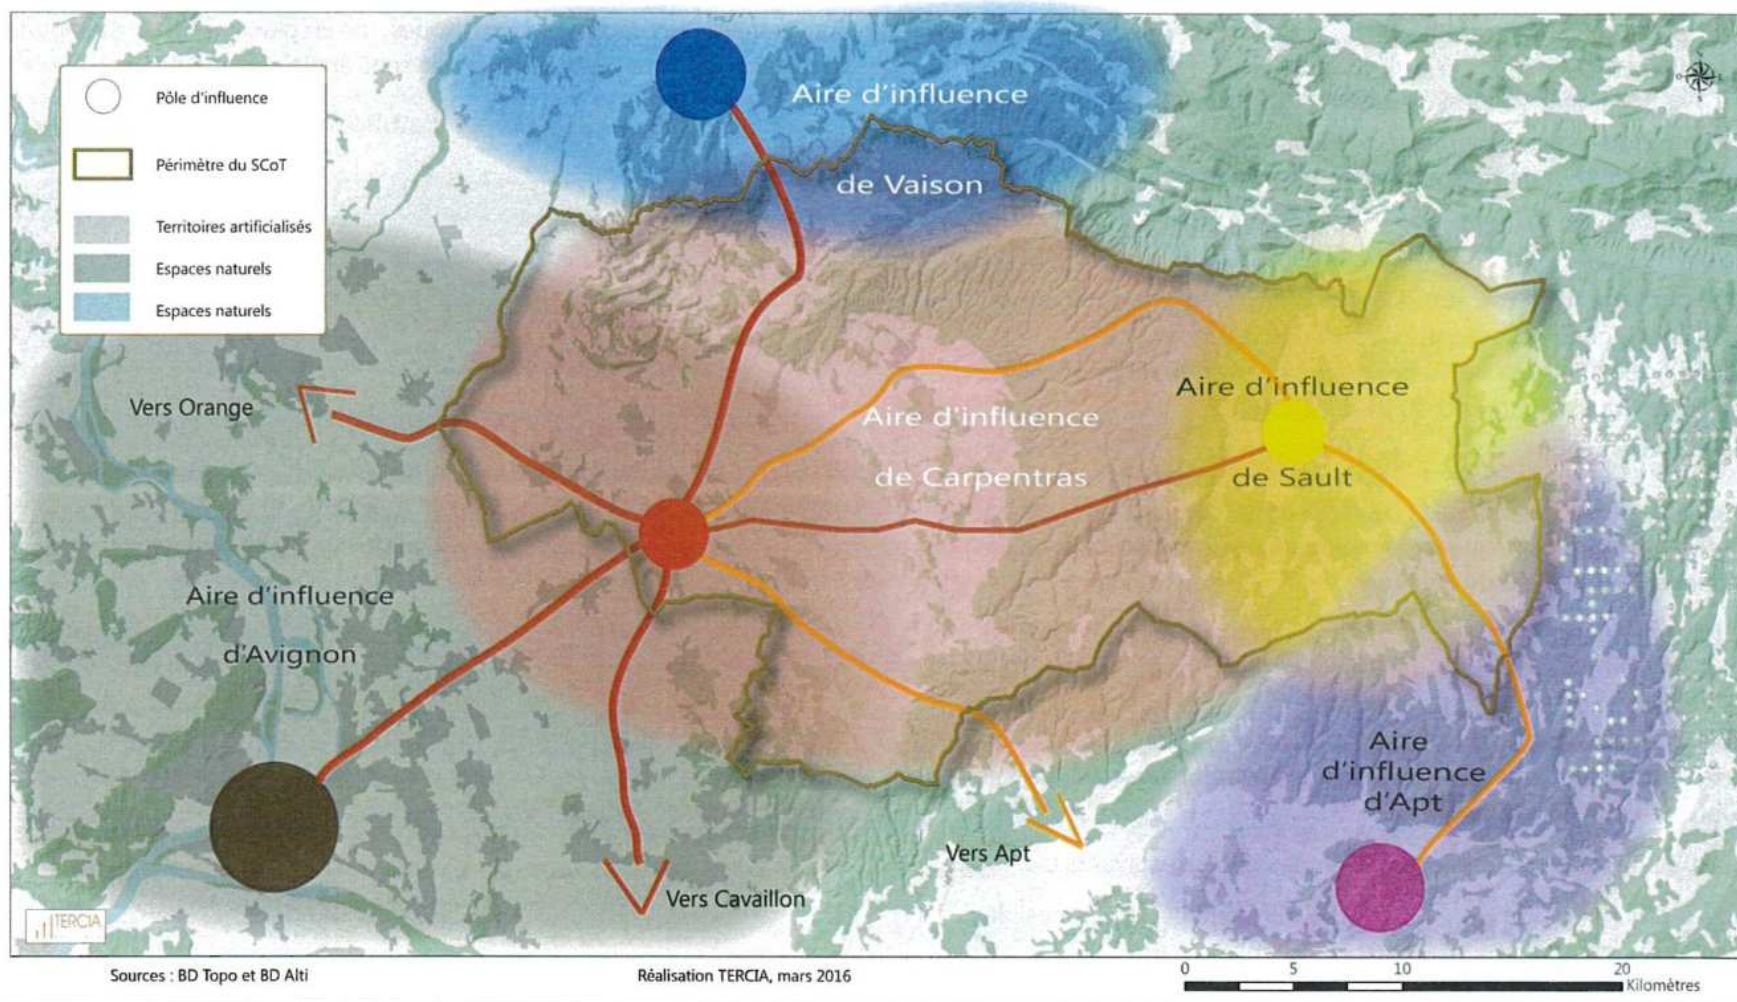 Pôle d'influence
Périmètre du SCoT
Territoires artificialisés
Espaces naturels
Espaces naturels
Aire d'influence
de Vaison
Vers Orange
Aire d'influence
de Carpentras
Aire d'influence
de Sault
Aire d'influence
d'Avignon
Aire
d'influence
d'Apt
Vers Apt
Vers Cavaillon
TERCIA
Sources : BD Topo et BD Alti
Réalisation TERCIA, mars 2016
0 5 10 20
Kilomètres